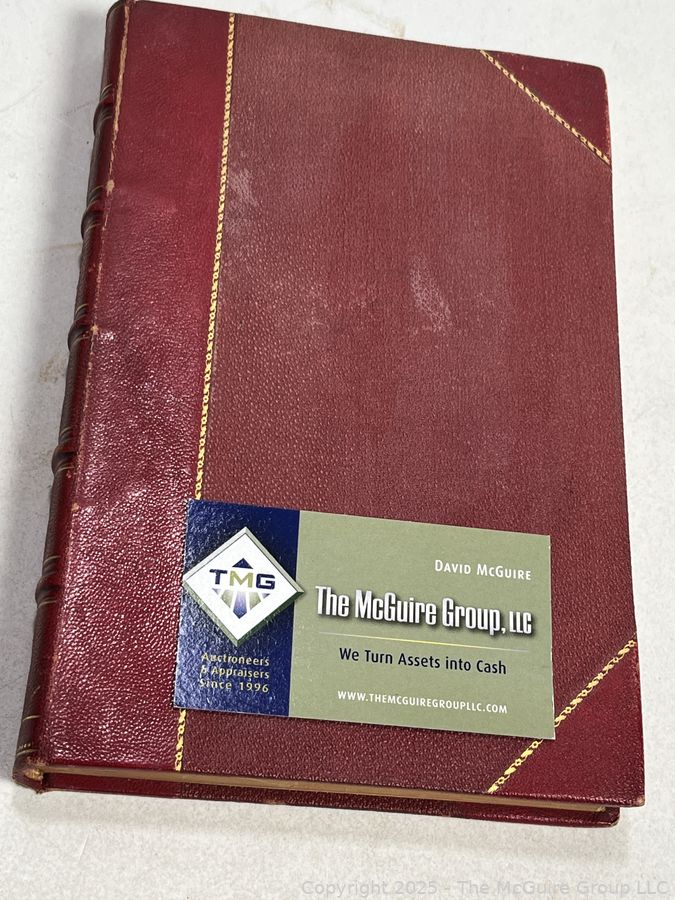 TMG
Auctioneers
& Appraisers
Since 1996
David McGuire
The McGuire Group, LLC
We Turn Assets into Cash
www.themcguiregroupllc.com
Copyright 2025 - The McGuire Group LLC